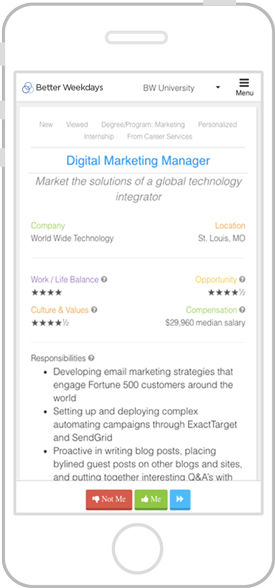 Better Weekdays BW University Menu
New Viewed Degree/Program: Marketing Personalized
Internship From Career Services
Digital Marketing Manager
Market the solutions of a global technology
integrator
Company Location
World Wide Technology St. Louis, MO
Work / Life Balance Opportunity
★★★★ ★★★★½
Culture & Values Compensation
★★★★½ $29,960 median salary
Responsibilities
• Developing email marketing strategies that
engage Fortune 500 customers around the
world
• Setting up and deploying complex
automating campaigns through ExactTarget
and SendGrid
• Proactive in writing blog posts, placing
bylined guest posts on other blogs and sites,
and putting together interesting Q&A's with
Not Me Me